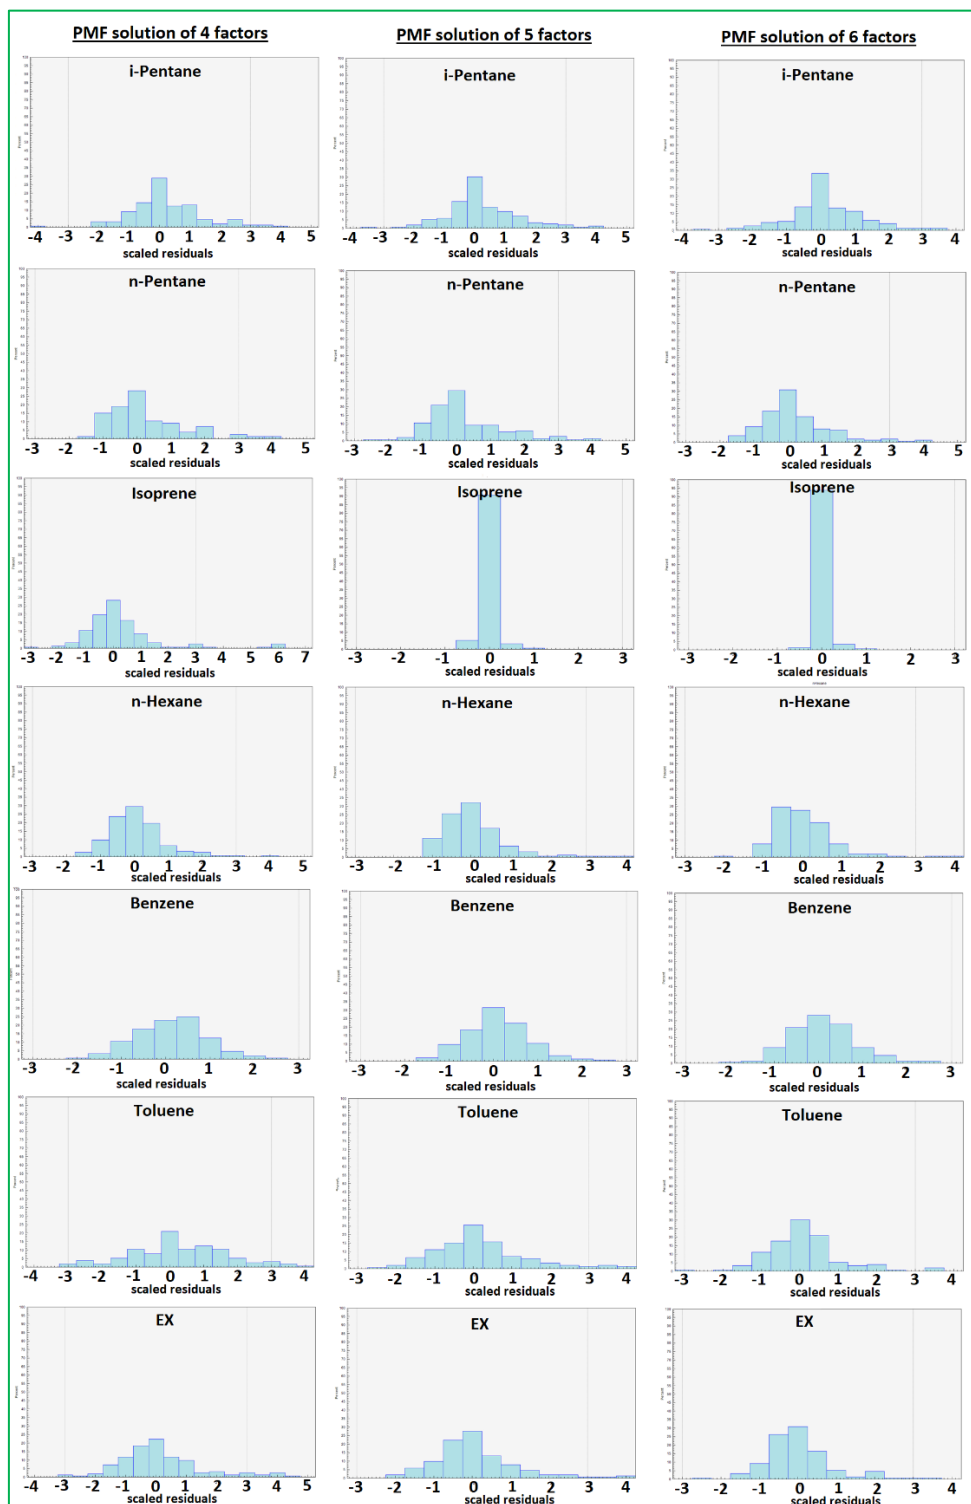 PMF solution of 4 factors PMF solution of 5 factors PMF solution of 6 factors
i-Pentane i-Pentane i-Pentane
-4 -3 -2 -1 0 1 2 3 4 5 -4 -3 -2 -1 0 1 2 3 4 5 -4 -3 -2 -1 0 1 2 3 4
scaled residuals scaled residuals scaled residuals
n-Pentane n-Pentane n-Pentane
-3 -2 -1 0 1 2 3 4 5 -3 -2 -1 0 1 2 3 4 5 -3 -2 -1 0 1 2 3 4 5
scaled residuals scaled residuals scaled residuals
Isoprene Isoprene Isoprene
-3 -2 -1 0 1 2 3 4 5 6 7 -3 -2 -1 0 1 2 3 -3 -2 -1 0 1 2 3
scaled residuals scaled residuals scaled residuals
n-Hexane n-Hexane n-Hexane
-3 -2 -1 0 1 2 3 4 5 -3 -2 -1 0 1 2 3 4 -3 -2 -1 0 1 2 3 4
scaled residuals scaled residuals scaled residuals
Benzene Benzene Benzene
-3 -2 -1 0 1 2 3 -3 -2 -1 0 1 2 3 -3 -2 -1 0 1 2 3
scaled residuals scaled residuals scaled residuals
Toluene Toluene Toluene
-4 -3 -2 -1 0 1 2 3 4 -3 -2 -1 0 1 2 3 4 -3 -2 -1 0 1 2 3 4
scaled residuals scaled residuals scaled residuals
EX EX EX
-4 -3 -2 -1 0 1 2 3 4 5 -3 -2 -1 0 1 2 3 4 -3 -2 -1 0 1 2 3 4
scaled residuals scaled residuals scaled residuals